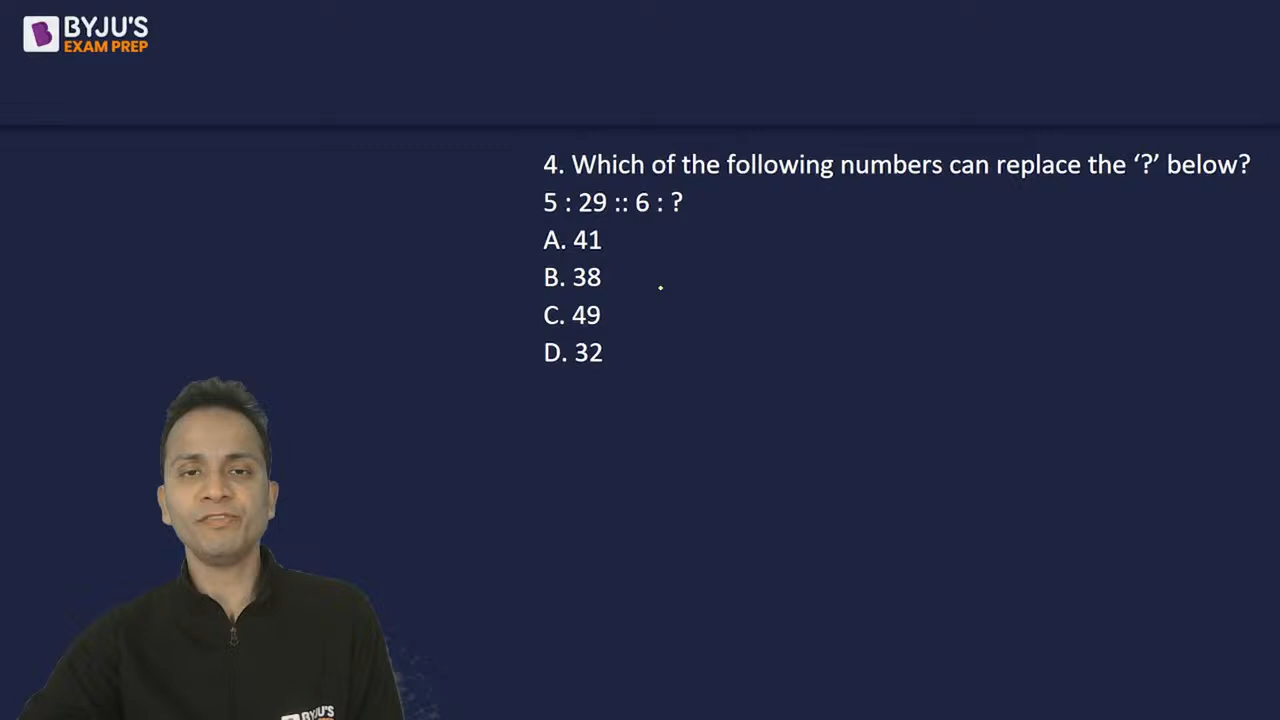 BYJU'S
EXAM PREP
4. Which of the following numbers can replace the ‘?’ below?
5 : 29 :: 6 : ?
A. 41
B. 38
C. 49
D. 32
BYJU'S